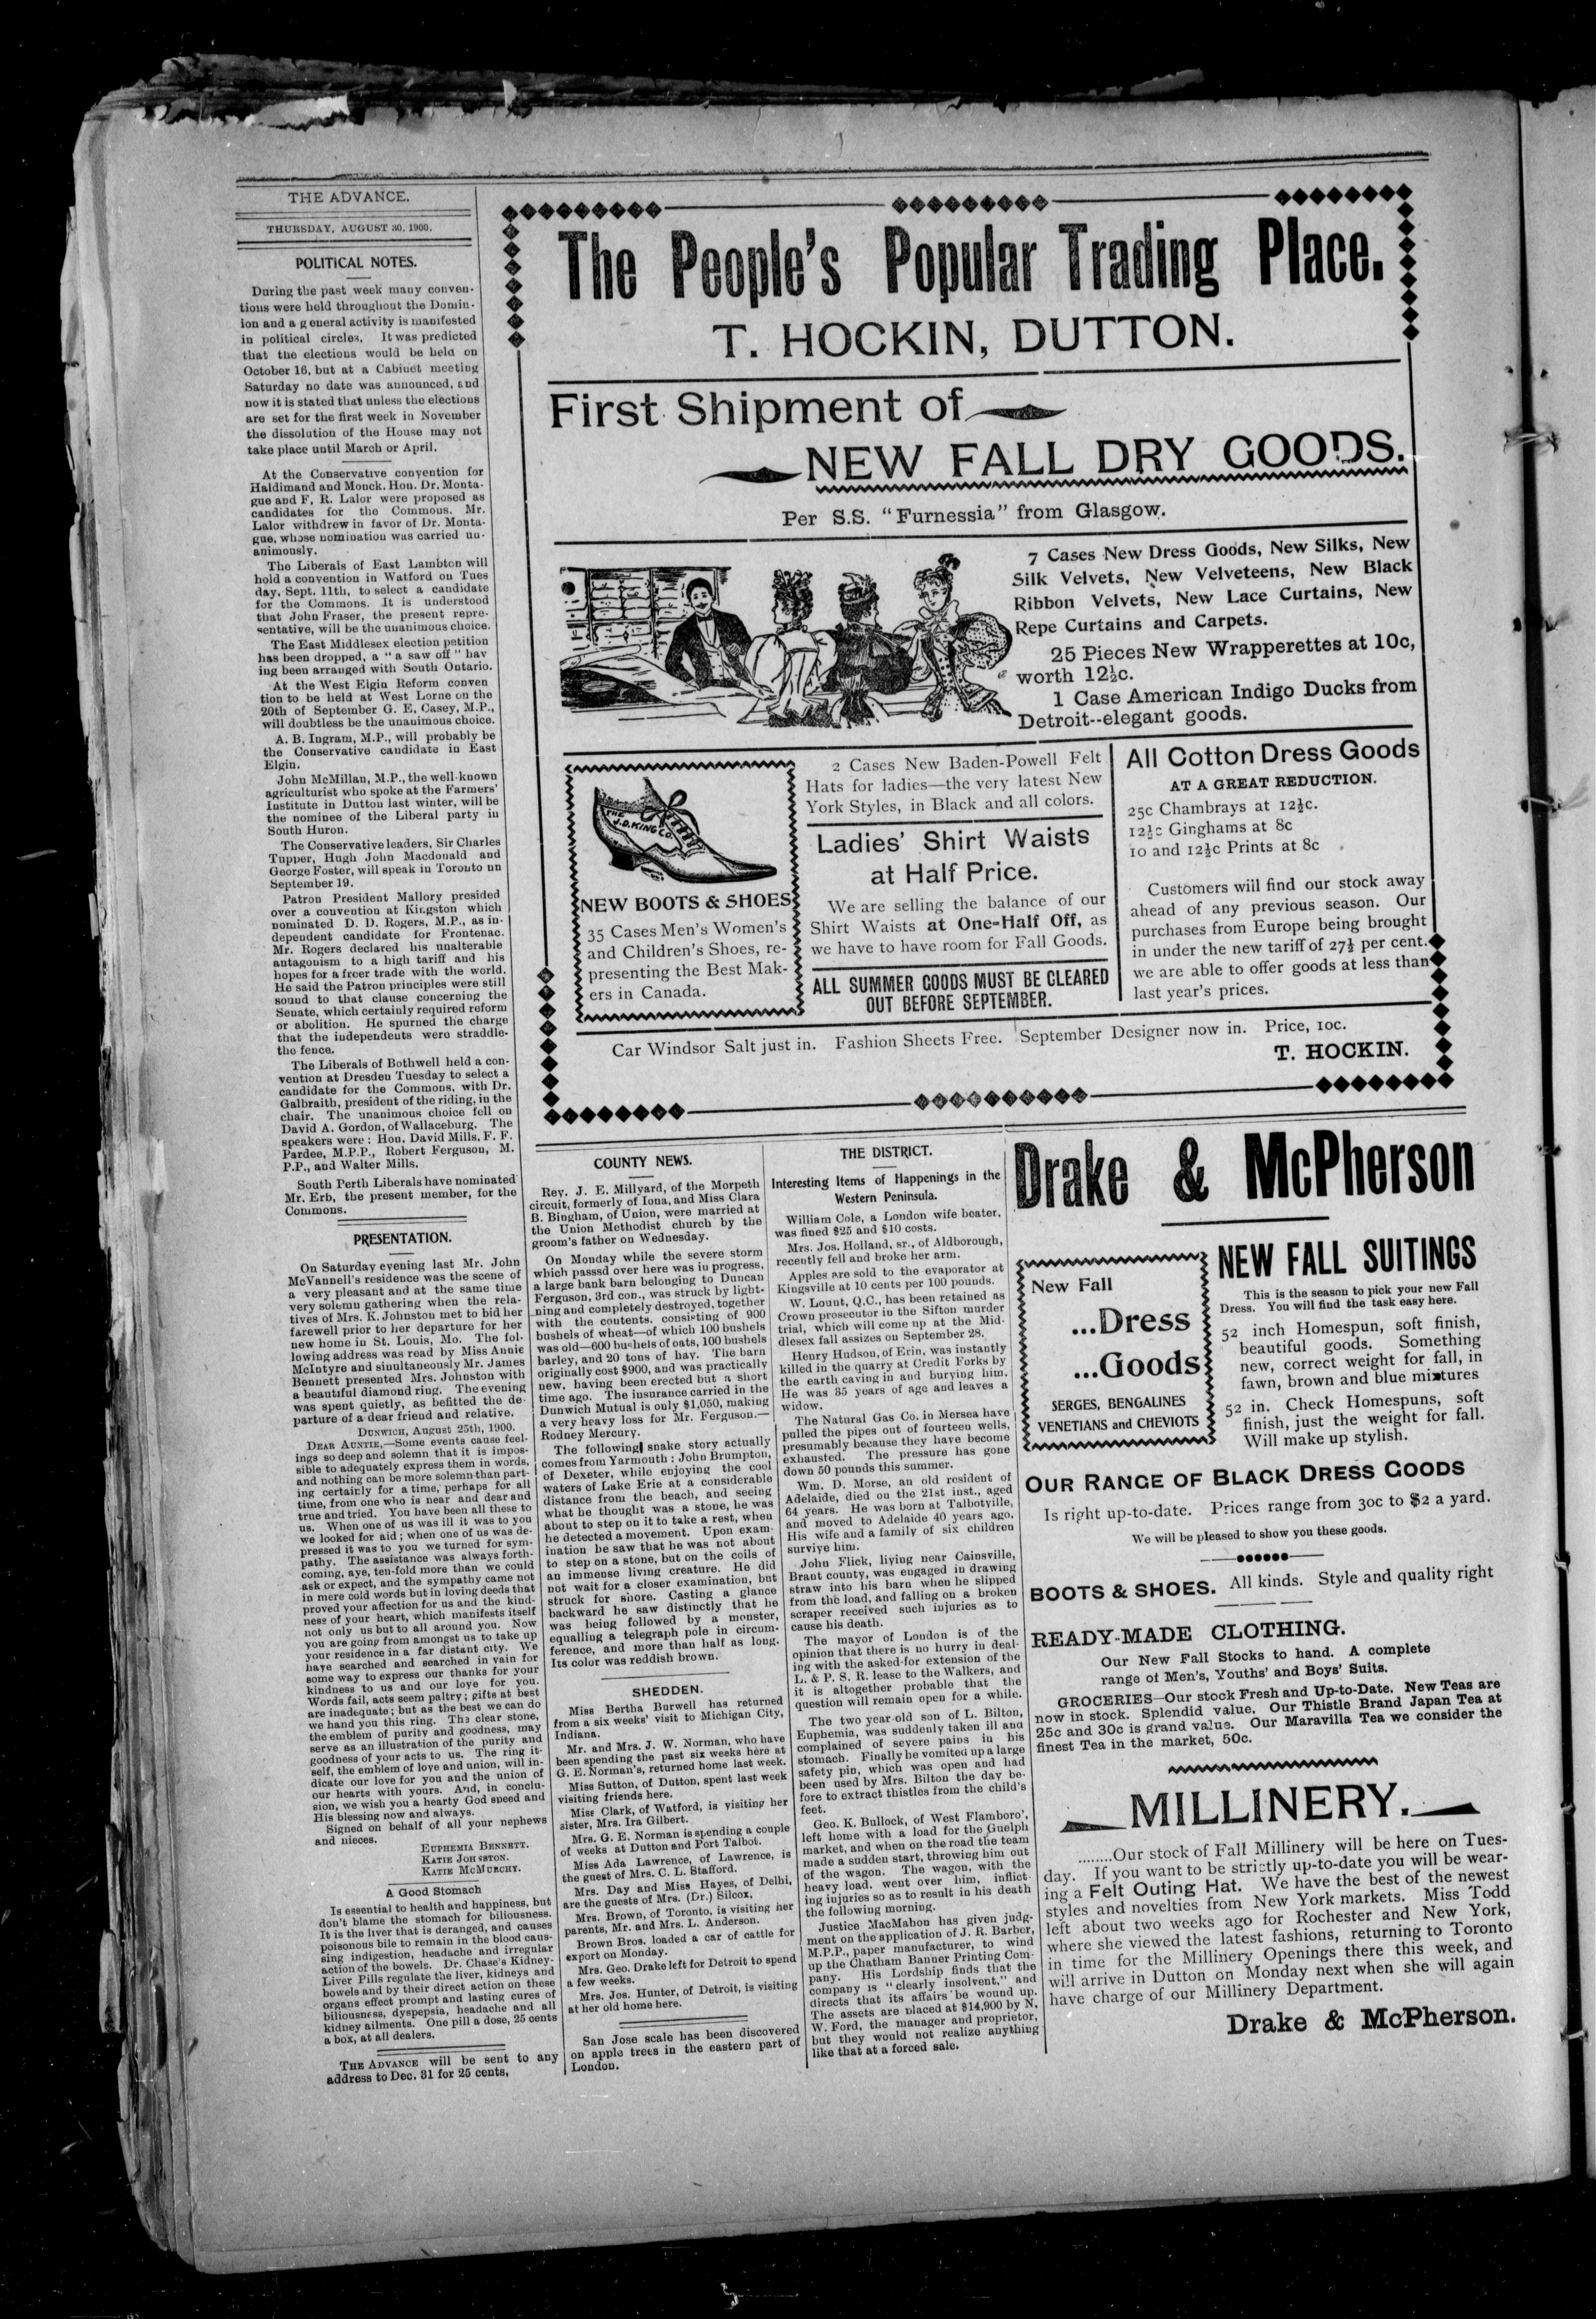 THE ADVANCE.
THURSDAY, AUGUST 30, 1900.
POLITICAL NOTES.
During the past week many conven-
tions were held throughout the Domin-
ion and a general activity is manifested
in political circles. It was predicted
that the elections would be held on
October 16, but at a Cabinet meeting
Saturday no date was announced, and
now it is stated that unless the elections
are set for the first week in November
the dissolution of the House may not
take place until March or April.
At the Conservative convention for
Haldimand and Monck, Hon. Dr. Monta-
gue and F. R. Lalor were proposed as
candidates for the Commons. Mr.
Lalor withdrew in favor of Dr. Monta-
gue, whose nomination was carried un-
animously.
The Liberals of East Lambton will
hold a convention in Watford on Tues
day, Sept. 11th, to select a candidate
for the Commons. It is understood
that John Fraser, the present repre-
sentative, will be the unanimous choice.
The East Middlesex election petition
has been dropped, a " a saw off " hav
ing been arranged with South Ontario.
At the West Elgin Reform conven
tion to be held at West Lorne on the
20th of September G. E. Casey, M.P.,
will doubtless be the unanimous choice.
A. B. Ingram, M.P., will probably be
the Conservative candidate in East
Elgin.
John McMillan, M.P., the well-known
agriculturist who spoke at the Farmers'
Institute in Dutton last winter, will be
the nominee of the Liberal party in
South Huron.
The Conservative leaders, Sir Charles
Tupper, Hugh John Macdonald and
George Foster, will speak in Toronto on
September 19.
Patron President Mallory presided
over a convention at Kingston which
nominated D. D. Rogers, M.P., as in-
dependent candidate for Frontenac.
Mr. Rogers declared his unalterable
antagonism to a high tariff and his
hopes for a freer trade with the world.
He said the Patron principles were still
sound to that clause concerning the
Senate, which certainly required reform
or abolition. He spurned the charge
that the independents were straddle-
the fence.
The Liberals of Bothwell held a con-
vention at Dresden Tuesday to select a
candidate for the Commons, with Dr.
Galbraith, president of the riding, in the
chair. The unanimous choice fell on
David A. Gordon, of Wallaceburg. The
speakers were : Hon. David Mills, F. F.
Pardee, M.P.P., Robert Ferguson, M.
P.P., and Walter Mills.
South Perth Liberals have nominated
Mr. Erb, the present member, for the
Commons.
PRESENTATION.
On Saturday evening last Mr. John
McVannell's residence was the scene of
a very pleasant and at the same time
very solemn gathering when the rela-
tives of Mrs. K. Johnston met to bid her
farewell prior to her departure for her
new home in St. Louis, Mo. The fol-
lowing address was read by Miss Annie
McIntyre and simultaneously Mr. James
Bennett presented Mrs. Johnston with
a beautiful diamond ring. The evening
was spent quietly, as befitted the de-
parture of a dear friend and relative.
DUNWICH, August 25th, 1900.
DEAR AUNTIE,—Some events cause feel-
ings so deep and solemn that it is impos-
sible to adequately express them in words,
and nothing can be more solemn than part-
ing certainly for a time, perhaps for all
time, from one who is near and dear and
true and tried. You have been all these to
us. When one of us was ill it was to you
we looked for aid ; when one of us was de-
pressed it was to you we turned for sym-
pathy. The assistance was always forth-
coming, aye, ten-fold more than we could
ask or expect, and the sympathy came not
in mere cold words but in loving deeds that
proved your affection for us and the kind-
ness of your heart, which manifests itself
not only us but to all around you. Now
you are going from amongst us to take up
your residence in a far distant city. We
have searched and searched in vain for
some way to express our thanks for your
kindness to us and our love for you.
Words fail, acts seem paltry ; gifts at best
are inadequate ; but as the best we can do
we hand you this ring. The clear stone,
the emblem of purity and goodness, may
serve as an illustration of the purity and
goodness of your acts to us. The ring it-
self, the emblem of love and union, will in-
dicate our love for you and the union of
our hearts with yours. And, in conclu-
sion, we wish you a hearty God speed and
His blessing now and always.
Signed on behalf of all your nephews
and nieces.
EUPHEMIA BENNETT.
KATIE JOHNSTON.
KATIE MCMURCHY.
A Good Stomach
Is essential to health and happiness, but
don't blame the stomach for biliousness.
It is the liver that is deranged, and causes
poisonous bile to remain in the blood caus-
sing indigestion, headache and irregular
action of the bowels. Dr. Chase's Kidney-
Liver Pills regulate the liver, kidneys and
bowels and by their direct action on these
organs effect prompt and lasting cures of
biliousness, dyspepsia, headache and all
kidney ailments. One pill a dose, 25 cents
a box, at all dealers.
THE ADVANCE will be sent to any
address to Dec. 31 for 25 cents,
The People's Popular Trading Place.
T. HOCKIN, DUTTON.
First Shipment of
NEW FALL DRY GOODS.
Per S.S. "Furnessia" from Glasgow.
7 Cases New Dress Goods, New Silks, New
Silk Velvets, New Velveteens, New Black
Ribbon Velvets, New Lace Curtains, New
Repe Curtains and Carpets.
25 Pieces New Wrapperettes at 10c,
worth 12½c.
1 Case American Indigo Ducks from
Detroit--elegant goods.
THE
J.D. KING CO.
NEW BOOTS & SHOES
35 Cases Men's Women's
and Children's Shoes, re-
presenting the Best Mak-
ers in Canada.
2 Cases New Baden-Powell Felt
Hats for ladies—the very latest New
York Styles, in Black and all colors.
Ladies' Shirt Waists
at Half Price.
We are selling the balance of our
Shirt Waists at One=Half Off, as
we have to have room for Fall Goods.
ALL SUMMER GOODS MUST BE CLEARED
OUT BEFORE SEPTEMBER.
All Cotton Dress Goods
AT A GREAT REDUCTION.
25c Chambrays at 12½c.
12½c Ginghams at 8c
10 and 12½c Prints at 8c
Customers will find our stock away
ahead of any previous season. Our
purchases from Europe being brought
in under the new tariff of 27½ per cent.
we are able to offer goods at less than
last year's prices.
Car Windsor Salt just in. Fashion Sheets Free. September Designer now in. Price, 10c.
T. HOCKIN.
COUNTY NEWS.
Rev. J. E. Millyard, of the Morpeth
circuit, formerly of Iona, and Miss Clara
B. Bingham, of Union, were married at
the Union Methodist church by the
groom's father on Wednesday.
On Monday while the severe storm
which passsd over here was in progress,
a large bank barn belonging to Duncan
Ferguson, 3rd con., was struck by light-
ning and completely destroyed, together
with the contents, consisting of 900
bushels of wheat—of which 100 bushels
was old—600 bushels of oats, 100 bushels
barley, and 20 tons of hay. The barn
originally cost $900, and was practically
new, having been erected but a short
time ago. The insurance carried in the
Dunwich Mutual is only $1,050, making
a very heavy loss for Mr. Ferguson.—
Rodney Mercury.
The following snake story actually
comes from Yarmouth : John Brumpton,
of Dexeter, while enjoying the cool
waters of Lake Erie at a considerable
distance from the beach, and seeing
what he thought was a stone, he was
about to step on it to take a rest, when
he detected a movement. Upon exam-
ination be saw that he was not about
to step on a stone, but on the coils of
an immense living creature. He did
not wait for a closer examination, but
struck for shore. Casting a glance
backward he saw distinctly that he
was being followed by a monster,
equalling a telegraph pole in circum-
ference, and more than half as long.
Its color was reddish brown.
SHEDDEN.
Miss Bertha Burwell has returned
from a six weeks' visit to Michigan City,
Indiana.
Mr. and Mrs. J. W. Norman, who have
been spending the past six weeks here at
G. E. Norman's, returned home last week.
Miss Sutton, of Dutton, spent last week
visiting friends here.
Miss Clark, of Watford, is visiting her
sister, Mrs. Ira Gilbert.
Mrs. G. E. Norman is spending a couple
of weeks at Dutton and Port Talbot.
Miss Ada Lawrence, of Lawrence, is
the guest of Mrs. C. L. Stafford.
Mrs. Day and Miss Hayes, of Delhi,
are the guests of Mrs. (Dr.) Silcox.
Mrs. Brown, of Toronto, is visiting her
parents, Mr. and Mrs. L. Anderson.
Brown Bros. loaded a car of cattle for
export on Monday.
Mrs. Geo. Drake left for Detroit to spend
a few weeks.
Mrs. Jos. Hunter, of Detroit, is visiting
at her old home here.
San Jose scale has been discovered
on apple trees in the eastern part of
London.
THE DISTRICT.
Interesting Items of Happenings in the
Western Peninsula.
William Cole, a London wife beater,
was fined $25 and $10 costs.
Mrs. Jos. Holland, sr., of Aldborough,
recently fell and broke her arm.
Apples are sold to the evaporator at
Kingsville at 10 cents per 100 pounds.
W. Lount, Q.C., has been retained as
Crown prosecutor in the Sifton murder
trial, which will come up at the Mid-
dlesex fall assizes on September 28.
Henry Hudson, of Erin, was instantly
killed in the quarry at Credit Forks by
the earth caving in and burying him.
He was 35 years of age and leaves a
widow.
The Natural Gas Co. in Mersea have
pulled the pipes out of fourteen wells,
presumably because they have become
exhausted. The pressure has gone
down 50 pounds this summer.
Wm. D. Morse, an old resident of
Adelaide, died on the 21st inst., aged
64 years. He was born at Talbotville,
and moved to Adelaide 40 years ago.
His wife and a family of six children
survive him.
John Flick, living near Cainsville,
Brant county, was engaged in drawing
straw into his barn when he slipped
from the load, and falling on a broken
scraper received such injuries as to
cause his death.
The mayor of London is of the
opinion that there is no hurry in deal-
ing with the asked-for extension of the
L. & P. S. R. lease to the Walkers, and
it is altogether probable that the
question will remain open for a while.
The two year-old son of L. Bilton,
Euphemia, was suddenly taken ill and
complained of severe pains in his
stomach. Finally he vomited up a large
safety pin, which was open and had
been used by Mrs. Bilton the day be-
fore to extract thistles from the child's
feet.
Geo. K. Bullock, of West Flamboro',
left home with a load for the Guelph
market, and when on the road the team
made a sudden start, throwing him out
of the wagon. The wagon, with the
heavy load, went over him, inflict-
ing injuries so as to result in his death
the following morning.
Justice MacMahon has given judg-
ment on the application of J. R. Barber,
M.P.P., paper manufacturer, to wind
up the Chatham Banner Printing Com-
pany. His Lordship finds that the
company is "clearly insolvent," and
directs that its affairs be wound up.
The assets are placed at $14,900 by N.
W. Ford, the manager and proprietor,
but they would not realize anything
like that at a forced sale.
Drake & McPherson
New Fall
...Dress
...Goods
SERGES, BENGALINES
VENETIANS and CHEVIOTS
NEW FALL SUITINGS
This is the season to pick your new Fall
Dress. You will find the task easy here.
52 inch Homespun, soft finish,
beautiful goods. Something
new, correct weight for fall, in
fawn, brown and blue mixtures
52 in. Check Homespuns, soft
finish, just the weight for fall.
Will make up stylish.
OUR RANGE OF BLACK DRESS GOODS
Is right up-to-date. Prices range from 30c to $2 a yard.
We will be pleased to show you these goods.
BOOTS & SHOES. All kinds. Style and quality right
READY-MADE CLOTHING.
Our New Fall Stocks to hand. A complete
range of Men's, Youths' and Boys' Suits.
GROCERIES—Our stock Fresh and Up-to-Date. New Teas are
now in stock. Splendid value. Our Thistle Brand Japan Tea at
25c and 30c is grand value. Our Maravilla Tea we consider the
finest Tea in the market, 50c.
MILLINERY.
........Our stock of Fall Millinery will be here on Tues-
day. If you want to be strictly up-to-date you will be wear-
ing a Felt Outing Hat. We have the best of the newest
styles and novelties from New York markets. Miss Todd
left about two weeks ago for Rochester and New York,
where she viewed the latest fashions, returning to Toronto
in time for the Millinery Openings there this week, and
will arrive in Dutton on Monday next when she will again
have charge of our Millinery Department.
Drake & McPherson.